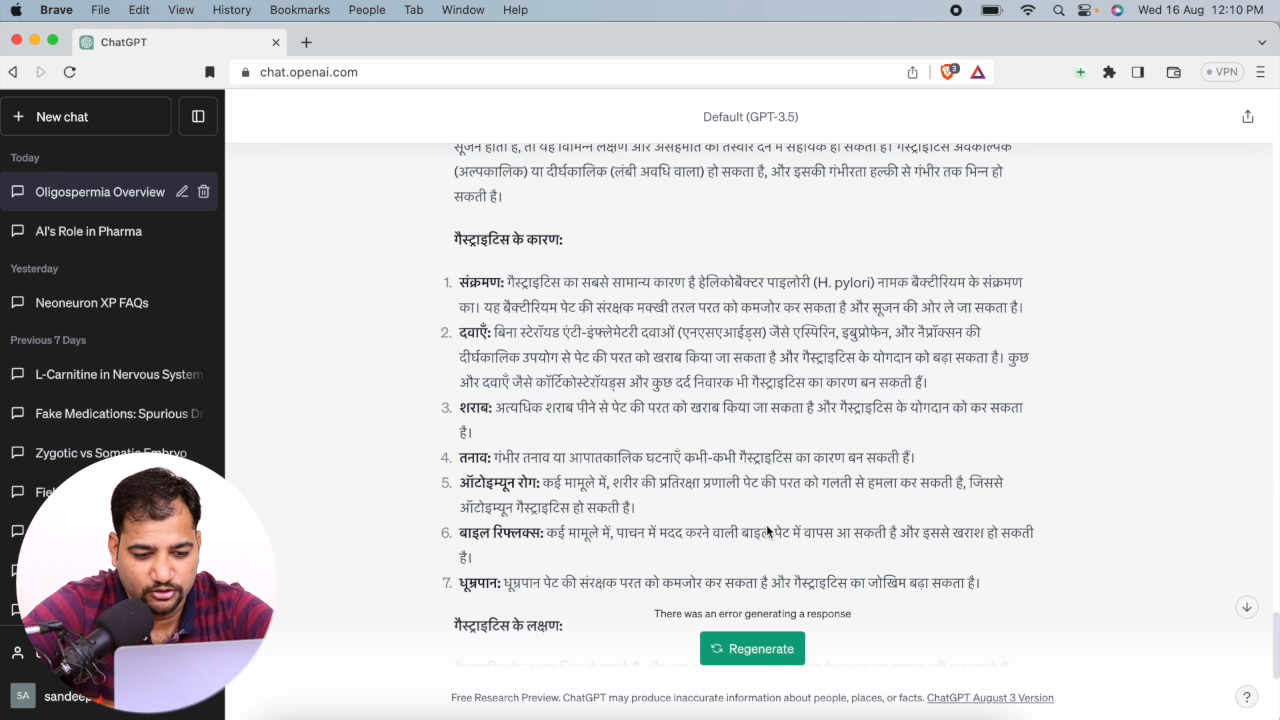 Brave File Edit View History Bookmarks People Tab Window Help Wed 16 Aug 12:10 PM
ChatGPT
chat.openai.com 3 VPN
New chat
Default (GPT-3.5)
Today
Oligospermia Overview
AI's Role in Pharma
Yesterday
Neoneuron XP FAQs
Previous 7 Days
L-Carnitine in Nervous System
Fake Medications: Spurious Dr
Zygotic vs Somatic Embryo
Fiel
sandeep
SA
(अल्पकालिक) या दीर्घकालिक (लंबी अवधि वाला) हो सकता है, और इसकी गंभीरता हल्की से गंभीर तक भिन्न हो
सकती है।
गैस्ट्राइटिस के कारण:
1. संक्रमण: गैस्ट्राइटिस का सबसे सामान्य कारण है हेलिकोबैक्टर पाइलोरी (H. pylori) नामक बैक्टीरियम के संक्रमण
का। यह बैक्टीरियम पेट की संरक्षक मक्खी तरल परत को कमजोर कर सकता है और सूजन की ओर ले जा सकता है।
2. दवाएँ: बिना स्टेरॉयड एंटी-इंफ्लेमेटरी दवाओं (एनएसएआईड्स) जैसे एस्पिरिन, इबुप्रोफेन, और नैप्रॉक्सन की
दीर्घकालिक उपयोग से पेट की परत को खराब किया जा सकता है और गैस्ट्राइटिस के योगदान को बढ़ा सकता है। कुछ
और दवाएँ जैसे कॉर्टिकोस्टेरॉयड्स और कुछ दर्द निवारक भी गैस्ट्राइटिस का कारण बन सकती हैं।
3. शराब: अत्यधिक शराब पीने से पेट की परत को खराब किया जा सकता है और गैस्ट्राइटिस के योगदान को कर सकता
है।
4. तनाव: गंभीर तनाव या आपातकालिक घटनाएँ कभी-कभी गैस्ट्राइटिस का कारण बन सकती हैं।
5. ऑटोइम्यून रोग: कई मामूले में, शरीर की प्रतिरक्षा प्रणाली पेट की परत को गलती से हमला कर सकती है, जिससे
ऑटोइम्यून गैस्ट्राइटिस हो सकती है।
6. बाइल रिफ्लक्स: कई मामूले में, पाचन में मदद करने वाली बाइल पेट में वापस आ सकती है और इससे खराश हो सकती
है।
7. धूम्रपान: धूम्रपान पेट की संरक्षक परत को कमजोर कर सकता है और गैस्ट्राइटिस का जोखिम बढ़ा सकता है।
There was an error generating a response
गैस्ट्राइटिस के लक्षण:
Regenerate
Free Research Preview. ChatGPT may produce inaccurate information about people, places, or facts. ChatGPT August 3 Version
?